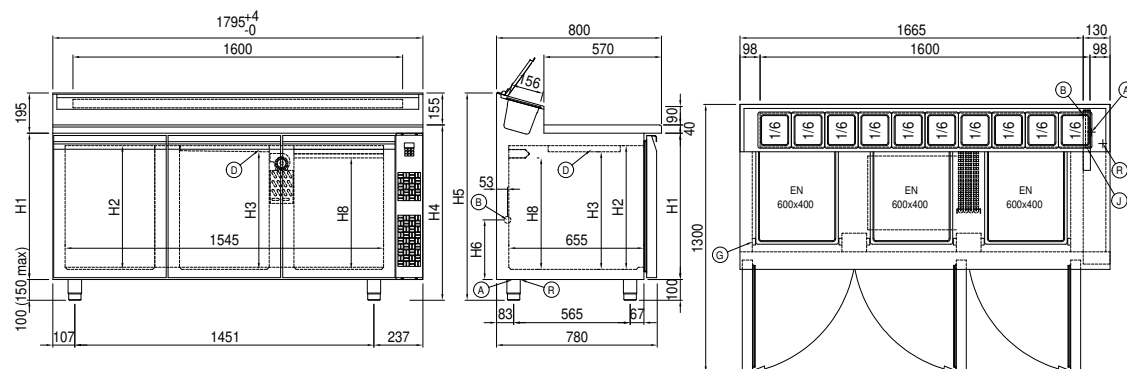 1795+4
-0
1600
195
155
D
H1
H2
H3
H8
H4
1545
100 (150 max)
107
1451
237
800
570
156
90
40
D
53
B
H5
H6
H8
H3
H2
H1
655
A
R
100
83
565
67
780
1665
130
98
1600
98
B
A
1/6
1/6
1/6
1/6
1/6
1/6
1/6
1/6
1/6
1/6
R
J
EN
600x400
EN
600x400
EN
600x400
G
1300